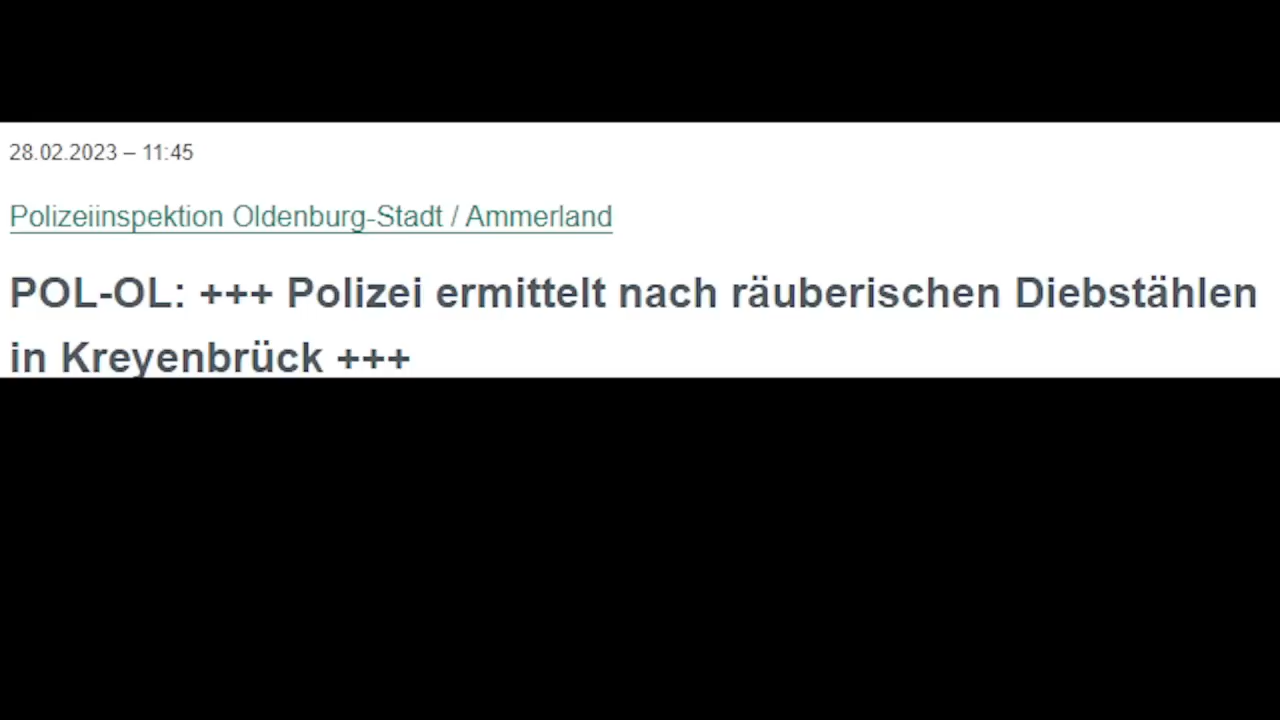 28.02.2023 – 11:45
Polizeiinspektion Oldenburg-Stadt / Ammerland
POL-OL: +++ Polizei ermittelt nach räuberischen Diebstählen
in Kreyenbrück +++